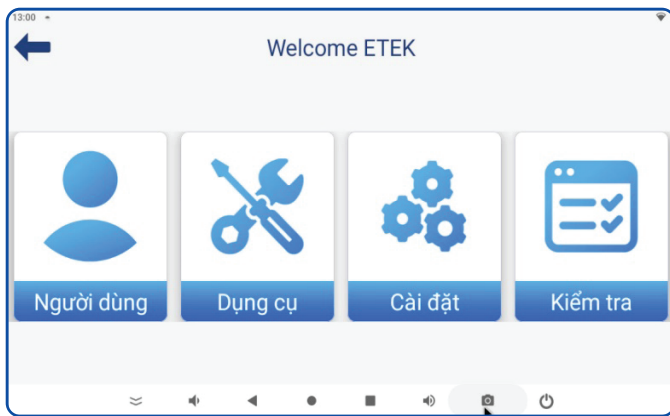 13:00
Welcome ETEK
Người dùng
Dụng cụ
Cài đặt
Kiểm tra